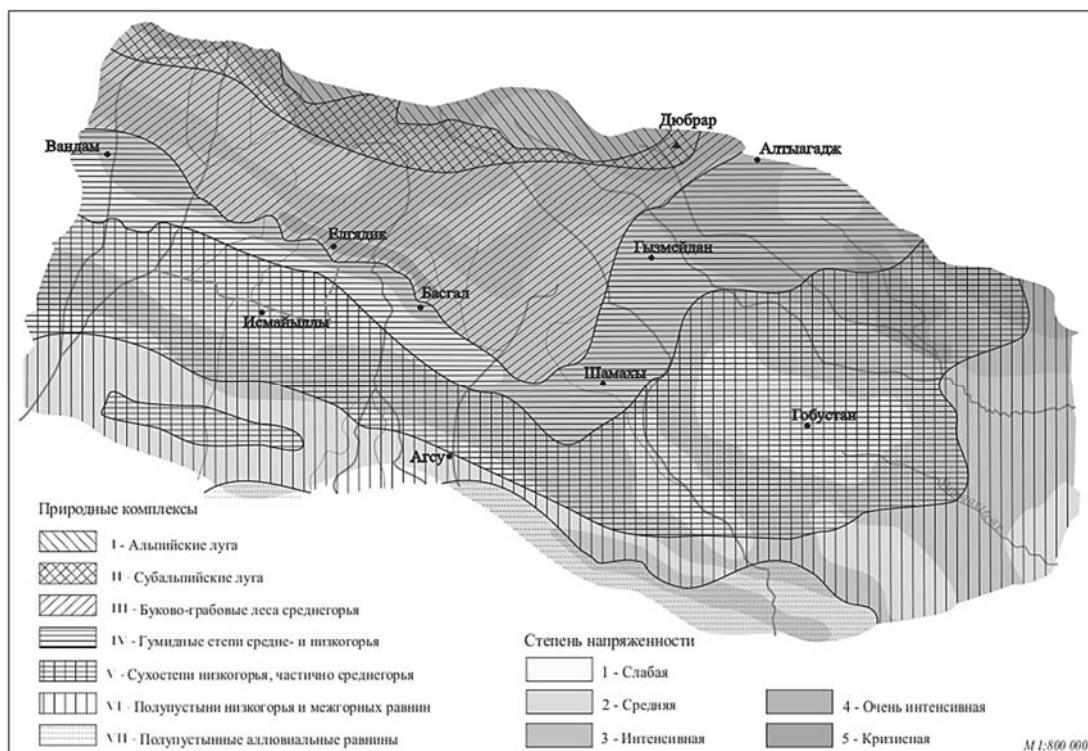 Дюбрар
Вандам
Алтыагадж
Елгядик
Гызмейдан
Басгад
Исмайыллы
Шамахы
Гобустан
Агсу
Природные комплексы
I - Альпийские луга
II - Субальпийские луга
III - Буково-грабовые леса среднегорья
IV - Гумидные степи средне- и низкогорья
V - Сухостепи низкогорья, частично среднегорья
VI - Полупустыни низкогорья и межгорных равнин
VII - Полупустынные аллювиальные равнины
Степень напряженности
1 - Слабая
2 - Средняя
3 - Интенсивная
4 - Очень интенсивная
5 - Кризисная
М 1:800 000